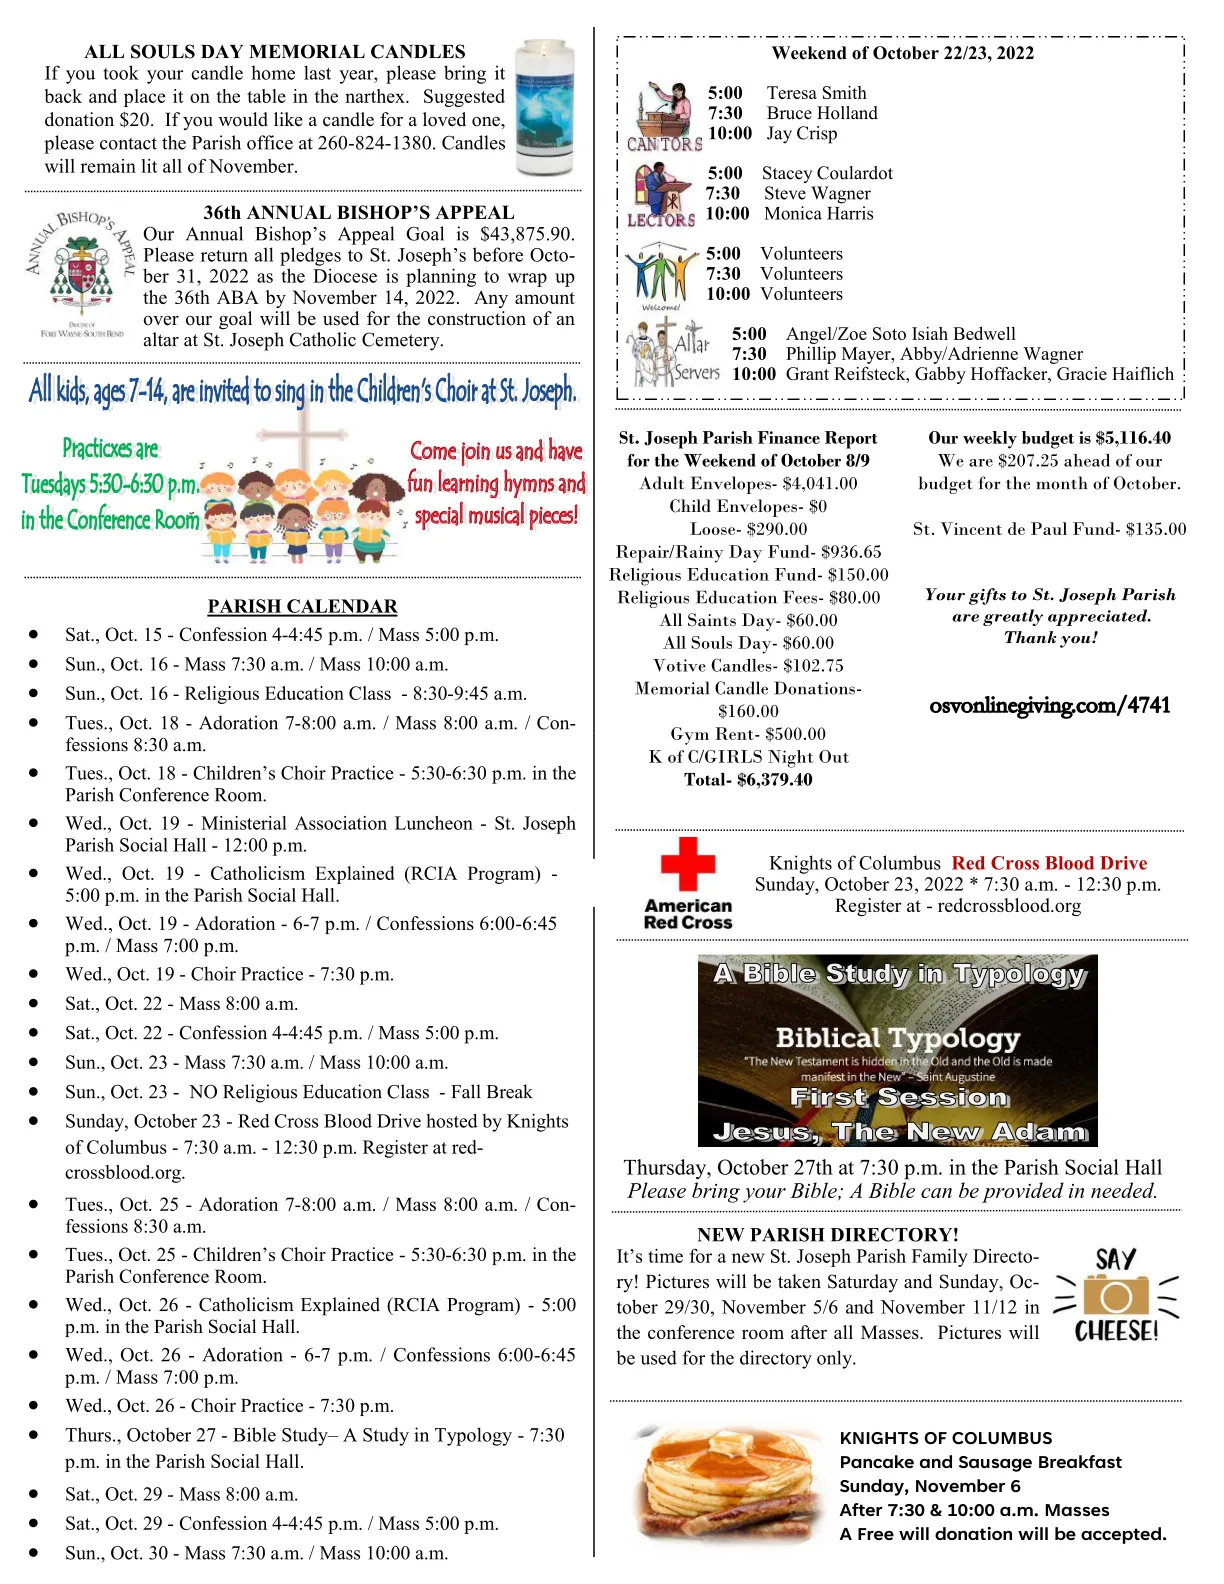 ALL SOULS DAY MEMORIAL CANDLES
If you took your candle home last year, please bring it
back and place it on the table in the narthex.  Suggested
donation $20.  If you would like a candle for a loved one,
please contact the Parish office at 260-824-1380. Candles
will remain lit all of November.
ANNUAL BISHOP'S APPEAL
DIOCESE OF
FORT WAYNE-SOUTH BEND
36th ANNUAL BISHOP'S APPEAL
Our Annual Bishop's Appeal Goal is $43,875.90.
Please return all pledges to St. Joseph's before Octo-
ber 31, 2022 as the Diocese is planning to wrap up
the 36th ABA by November 14, 2022.  Any amount
over our goal will be used for the construction of an
altar at St. Joseph Catholic Cemetery.
All kids, ages 7-14, are invited to sing in the Children's Choir at St. Joseph.
Practicxes are
Tuesdays 5:30-6:30 p.m.
in the Conference Room
Come join us and have
fun learning hymns and
special musical pieces!
PARISH CALENDAR
• Sat., Oct. 15 - Confession 4-4:45 p.m. / Mass 5:00 p.m.
• Sun., Oct. 16 - Mass 7:30 a.m. / Mass 10:00 a.m.
• Sun., Oct. 16 - Religious Education Class  - 8:30-9:45 a.m.
• Tues., Oct. 18 - Adoration 7-8:00 a.m. / Mass 8:00 a.m. / Con-
fessions 8:30 a.m.
• Tues., Oct. 18 - Children's Choir Practice - 5:30-6:30 p.m. in the
Parish Conference Room.
• Wed., Oct. 19 - Ministerial Association Luncheon - St. Joseph
Parish Social Hall - 12:00 p.m.
• Wed., Oct. 19 - Catholicism Explained (RCIA Program) -
5:00 p.m. in the Parish Social Hall.
• Wed., Oct. 19 - Adoration - 6-7 p.m. / Confessions 6:00-6:45
p.m. / Mass 7:00 p.m.
• Wed., Oct. 19 - Choir Practice - 7:30 p.m.
• Sat., Oct. 22 - Mass 8:00 a.m.
• Sat., Oct. 22 - Confession 4-4:45 p.m. / Mass 5:00 p.m.
• Sun., Oct. 23 - Mass 7:30 a.m. / Mass 10:00 a.m.
• Sun., Oct. 23 -  NO Religious Education Class  - Fall Break
• Sunday, October 23 - Red Cross Blood Drive hosted by Knights
of Columbus - 7:30 a.m. - 12:30 p.m. Register at red-
crossblood.org.
• Tues., Oct. 25 - Adoration 7-8:00 a.m. / Mass 8:00 a.m. / Con-
fessions 8:30 a.m.
• Tues., Oct. 25 - Children's Choir Practice - 5:30-6:30 p.m. in the
Parish Conference Room.
• Wed., Oct. 26 - Catholicism Explained (RCIA Program) - 5:00
p.m. in the Parish Social Hall.
• Wed., Oct. 26 - Adoration - 6-7 p.m. / Confessions 6:00-6:45
p.m. / Mass 7:00 p.m.
• Wed., Oct. 26 - Choir Practice - 7:30 p.m.
• Thurs., October 27 - Bible Study– A Study in Typology - 7:30
p.m. in the Parish Social Hall.
• Sat., Oct. 29 - Mass 8:00 a.m.
• Sat., Oct. 29 - Confession 4-4:45 p.m. / Mass 5:00 p.m.
• Sun., Oct. 30 - Mass 7:30 a.m. / Mass 10:00 a.m.
Weekend of October 22/23, 2022
CANTORS
5:00 Teresa Smith
7:30 Bruce Holland
10:00 Jay Crisp
LECTORS
5:00 Stacey Coulardot
7:30 Steve Wagner
10:00 Monica Harris
Welcome!
5:00 Volunteers
7:30 Volunteers
10:00 Volunteers
Altar
Servers
5:00 Angel/Zoe Soto Isiah Bedwell
7:30 Phillip Mayer, Abby/Adrienne Wagner
10:00 Grant Reifsteck, Gabby Hoffacker, Gracie Haiflich
St. Joseph Parish Finance Report
for the Weekend of October 8/9
Adult Envelopes- $4,041.00
Child Envelopes- $0
Loose- $290.00
Repair/Rainy Day Fund- $936.65
Religious Education Fund- $150.00
Religious Education Fees- $80.00
All Saints Day- $60.00
All Souls Day- $60.00
Votive Candles- $102.75
Memorial Candle Donations-
$160.00
Gym Rent- $500.00
K of C/GIRLS Night Out
Total- $6,379.40
Our weekly budget is $5,116.40
We are $207.25 ahead of our
budget for the month of October.
St. Vincent de Paul Fund- $135.00
Your gifts to St. Joseph Parish
are greatly appreciated.
Thank you!
osvonlinegiving.com/4741
American
Red Cross
Knights of Columbus  Red Cross Blood Drive
Sunday, October 23, 2022 * 7:30 a.m. - 12:30 p.m.
Register at - redcrossblood.org
A Bible Study in Typology
Biblical Typology
"The New Testament is hidden in the Old and the Old is made
manifest in the New" – Saint Augustine
First Session
Jesus, The New Adam
Thursday, October 27th at 7:30 p.m. in the Parish Social Hall
Please bring your Bible; A Bible can be provided in needed.
NEW PARISH DIRECTORY!
It's time for a new St. Joseph Parish Family Directo-
ry! Pictures will be taken Saturday and Sunday, Oc-
tober 29/30, November 5/6 and November 11/12 in
the conference room after all Masses.  Pictures will
be used for the directory only.
SAY
CHEESE!
KNIGHTS OF COLUMBUS
Pancake and Sausage Breakfast
Sunday, November 6
After 7:30 & 10:00 a.m. Masses
A Free will donation will be accepted.